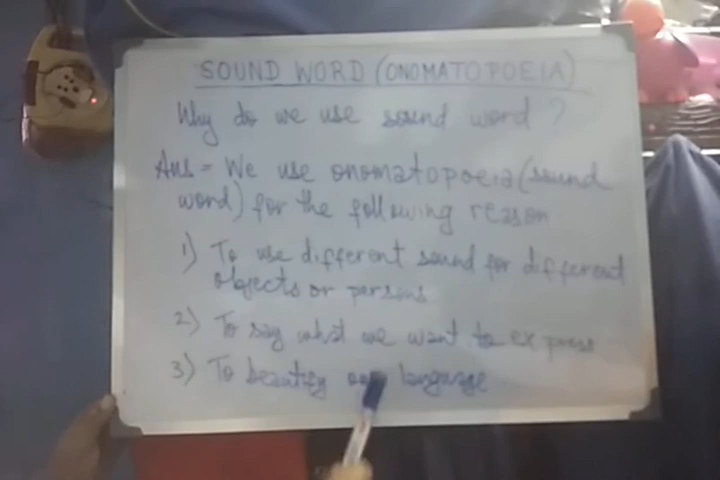 SOUND WORD (ONOMATOPOEIA)
Why do we use sound word ?
Ans = We use onomatopoeia (sound
word) for the following reason
1) To use different sound for different
objects or persons
2) To say what we want to express
3) To beautify our language